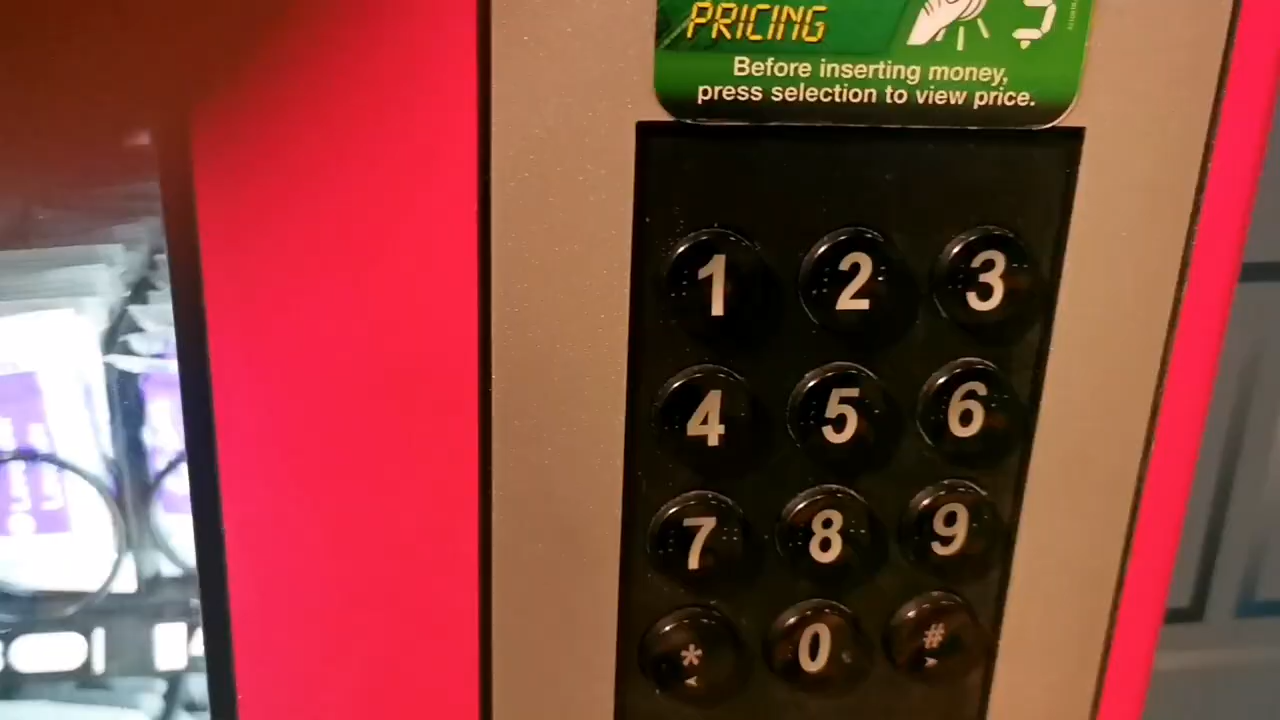 PRICING
Before inserting money,
press selection to view price.
1 2 3
4 5 6
7 8 9
* 0 #